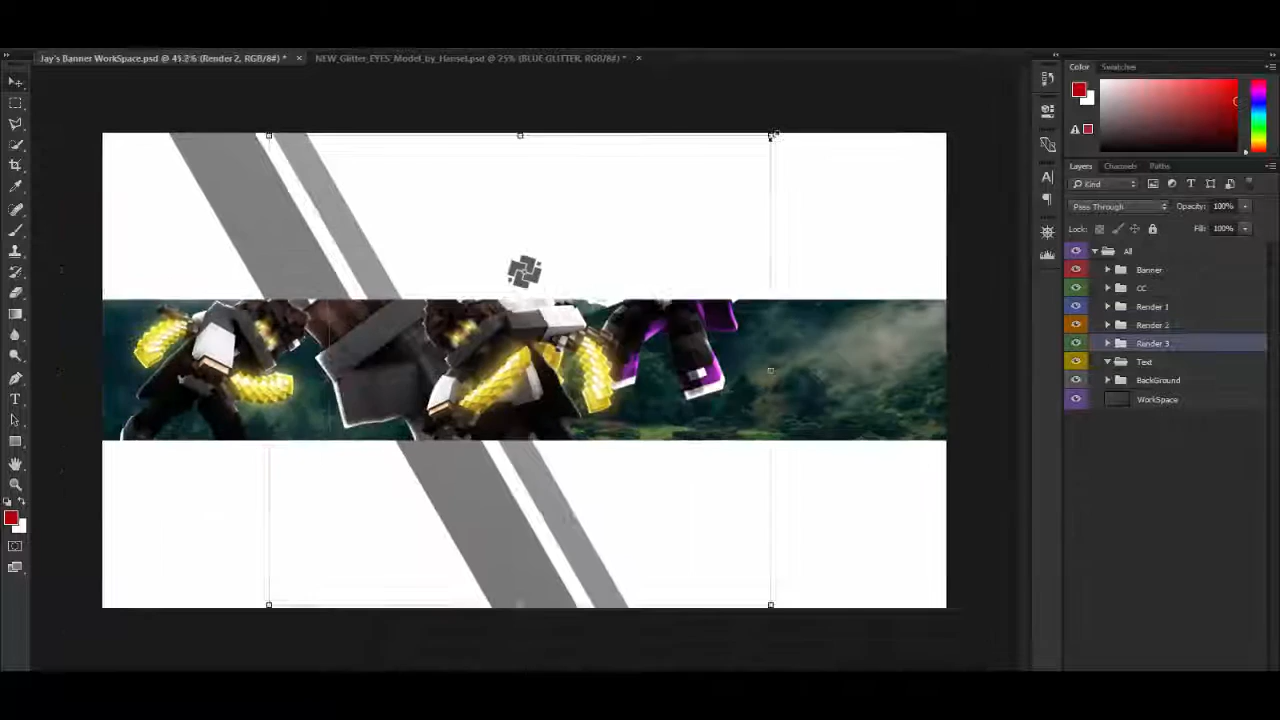 Jay's Banner WorkSpace.psd @ 45.2% (Render 2, RGB/8#) *
NEW_Glitter_EYES_Model_by_Hansel.psd @ 25% (BLUE GLITTER, RGB/8#) *
Color
Swatches
Layers
Channels
Paths
Kind
Pass Through
Opacity: 100%
Lock:
Fill: 100%
All
Banner
CC
Render 1
Render 2
Render 3
Text
BackGround
WorkSpace